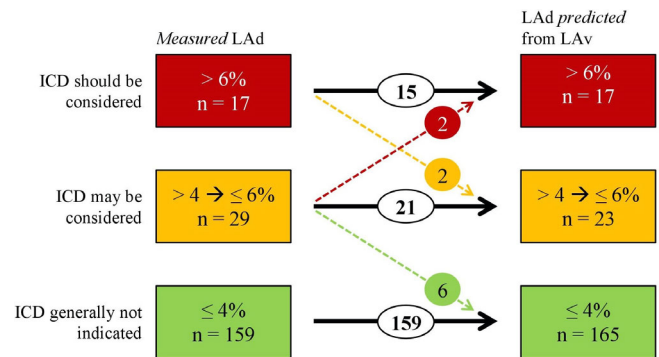 Measured LAd
LAd predicted
from LAv
ICD should be
considered
> 6%
n = 17
15
> 6%
n = 17
2
2
ICD may be
considered
> 4 → ≤ 6%
n = 29
21
> 4 → ≤ 6%
n = 23
6
ICD generally not
indicated
≤ 4%
n = 159
159
≤ 4%
n = 165